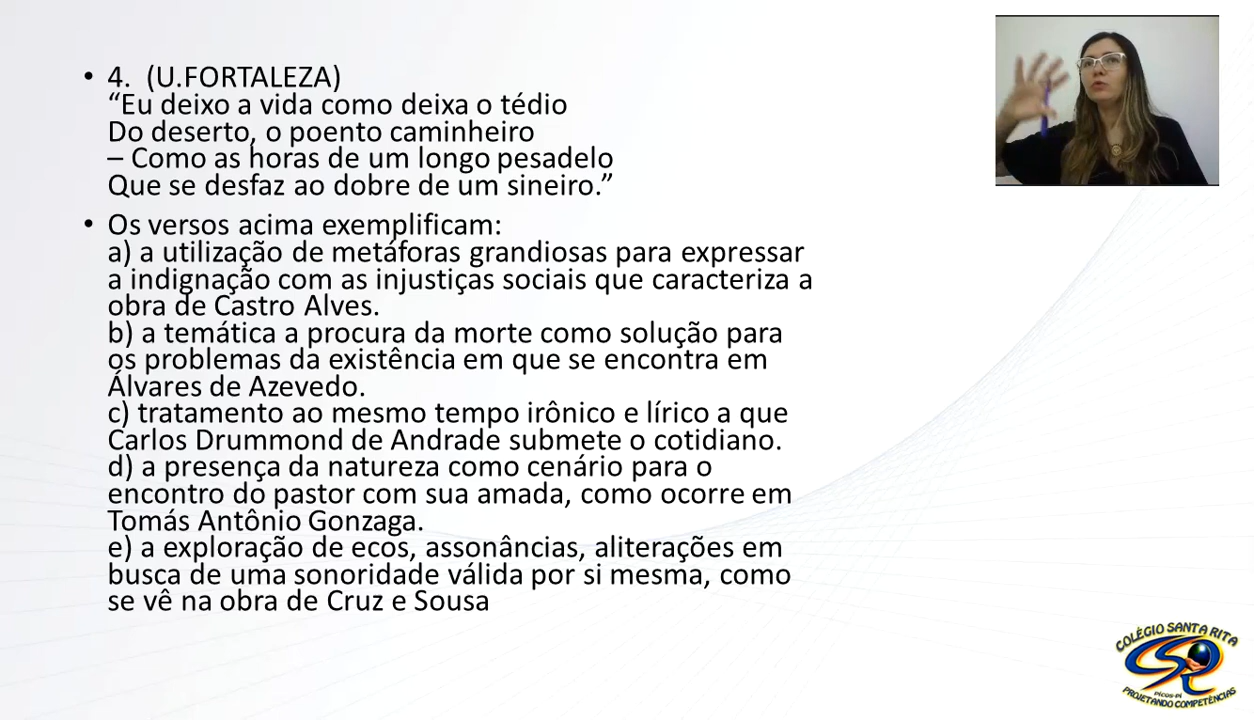 • 4. (U.FORTALEZA)
“Eu deixo a vida como deixa o tédio
Do deserto, o poento caminheiro
– Como as horas de um longo pesadelo
Que se desfaz ao dobre de um sineiro.”
• Os versos acima exemplificam:
a) a utilização de metáforas grandiosas para expressar
a indignação com as injustiças sociais que caracteriza a
obra de Castro Alves.
b) a temática a procura da morte como solução para
os problemas da existência em que se encontra em
Álvares de Azevedo.
c) tratamento ao mesmo tempo irônico e lírico a que
Carlos Drummond de Andrade submete o cotidiano.
d) a presença da natureza como cenário para o
encontro do pastor com sua amada, como ocorre em
Tomás Antônio Gonzaga.
e) a exploração de ecos, assonâncias, aliterações em
busca de uma sonoridade válida por si mesma, como
se vê na obra de Cruz e Sousa
COLÉGIO SANTA RITA
CSR
PICOS-PI
PROJETANDO COMPETÊNCIAS